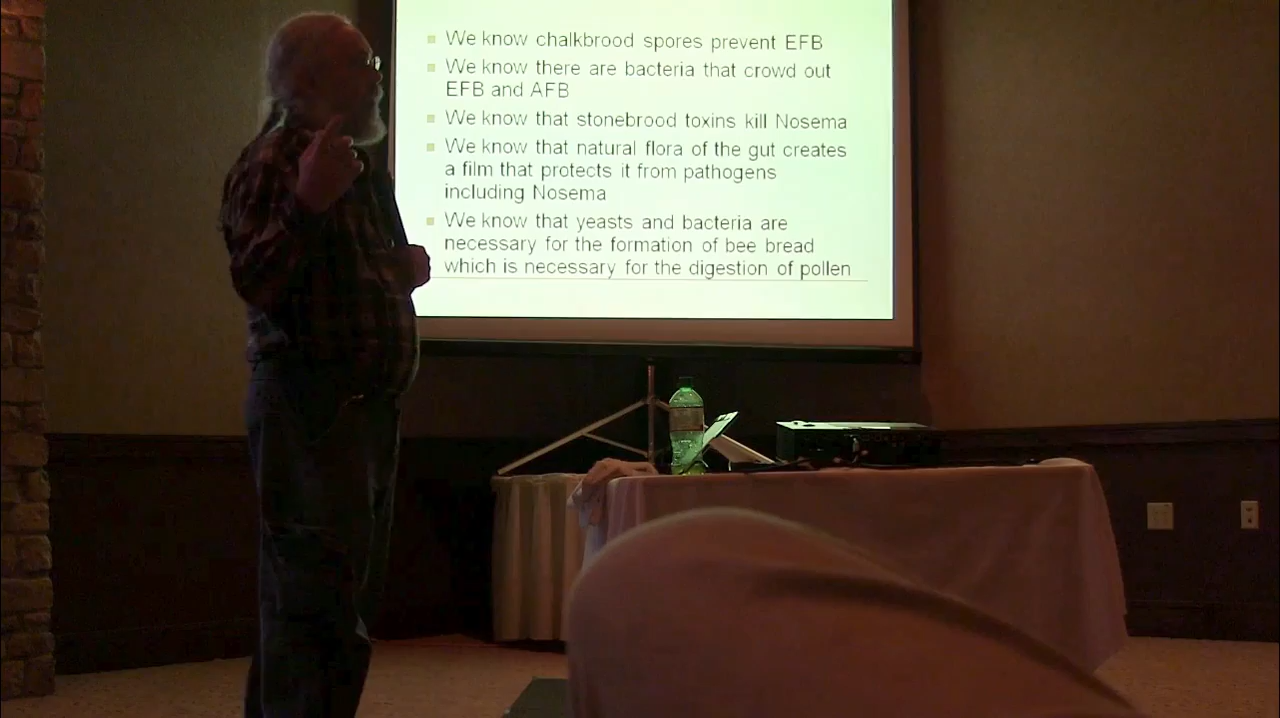 We know chalkbrood spores prevent EFB
We know there are bacteria that crowd out
EFB and AFB
We know that stonebrood toxins kill Nosema
We know that natural flora of the gut creates
a film that protects it from pathogens
including Nosema
We know that yeasts and bacteria are
necessary for the formation of bee bread
which is necessary for the digestion of pollen